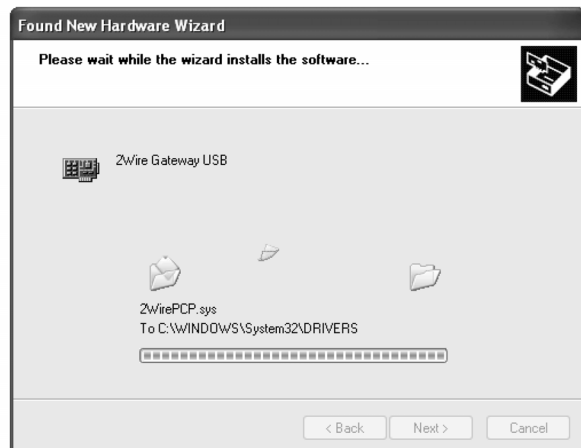 Found New Hardware Wizard
Please wait while the wizard installs the software...
2Wire Gateway USB
2WirePCP.sys
To C:\WINDOWS\System32\DRIVERS
< Back
Next >
Cancel